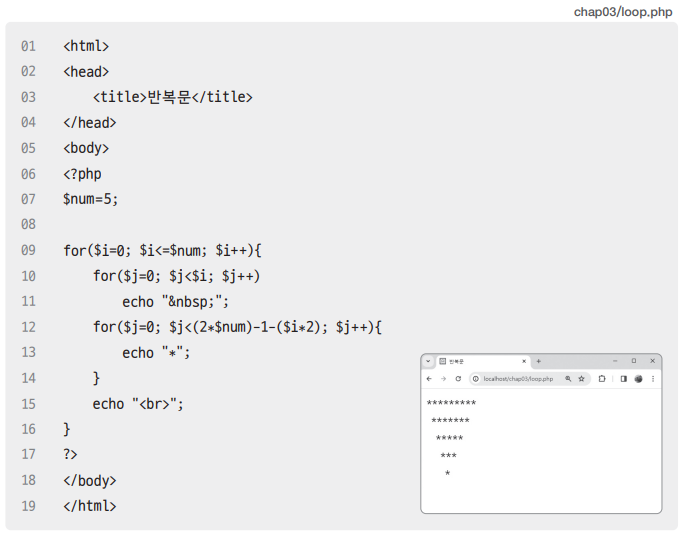 chap03/loop.php
01 <html>
02 <head>
03     <title>반복문</title>
04 </head>
05 <body>
06 <?php
07 $num=5;
08
09 for($i=0; $i<=$num; $i++){
10     for($j=0; $j<$i; $j++)
11         echo "&nbsp;";
12     for($j=0; $j<(2*$num)-1-($i*2); $j++){
13         echo "*";
14     }
15     echo "<br>";
16 }
17 ?>
18 </body>
19 </html>
반복문
localhost/chap03/loop.php
*********
*******
*****
***
*